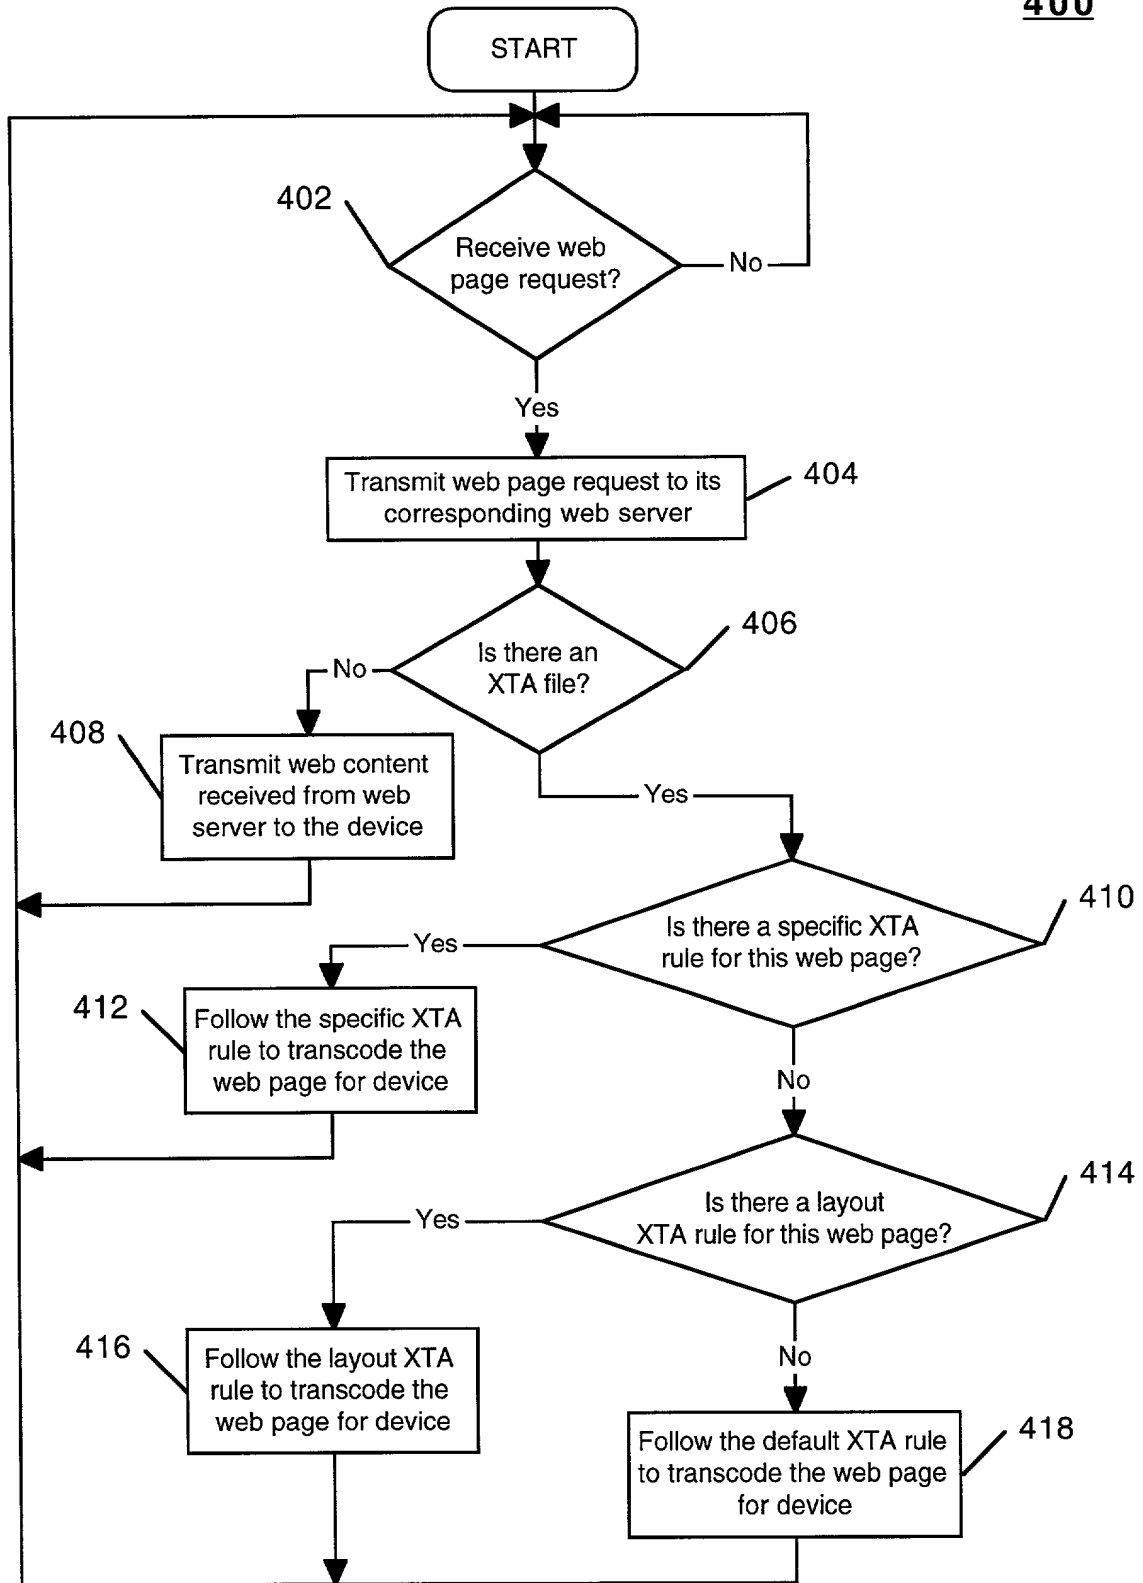 400
START
402
Receive web
page request?
No
Yes
Transmit web page request to its
corresponding web server
404
406
Is there an
XTA file?
No
408
Transmit web content
received from web
server to the device
Yes
410
Is there a specific XTA
rule for this web page?
Yes
412
Follow the specific XTA
rule to transcode the
web page for device
No
414
Is there a layout
XTA rule for this web page?
Yes
416
Follow the layout XTA
rule to transcode the
web page for device
No
418
Follow the default XTA rule
to transcode the web page
for device